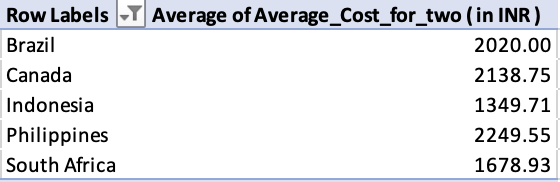 Row Labels Average of Average_Cost_for_two ( in INR )
Brazil 2020.00
Canada 2138.75
Indonesia 1349.71
Philippines 2249.55
South Africa 1678.93